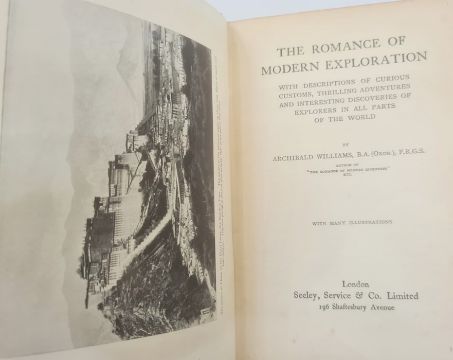 THE ROMANCE OF
MODERN EXPLORATION
WITH DESCRIPTIONS OF CURIOUS
CUSTOMS, THRILLING ADVENTURES
AND INTERESTING DISCOVERIES OF
EXPLORERS IN ALL PARTS
OF THE WORLD
BY
ARCHIBALD WILLIAMS, B.A. (OXON.), F.R.G.S.
AUTHOR OF
"THE ROMANCE OF MODERN INVENTION"
ETC.
WITH MANY ILLUSTRATIONS
London
Seeley, Service & Co. Limited
196 Shaftesbury Avenue